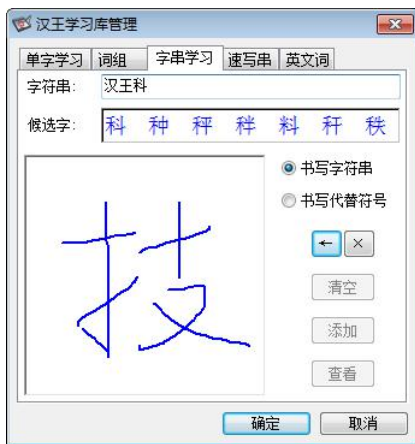 汉王学习库管理
单字学习 词组 字串学习 速写串 英文词
字符串: 汉王科
候选字: 科 种 秤 秚 料 秆 秩
书写字符串
书写代替符号
技
← ×
清空
添加
查看
确定 取消